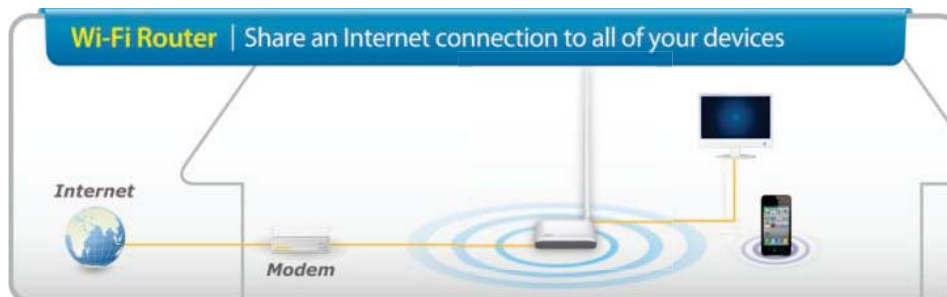 Wi-Fi Router | Share an Internet connection to all of your devices
Internet
Modem